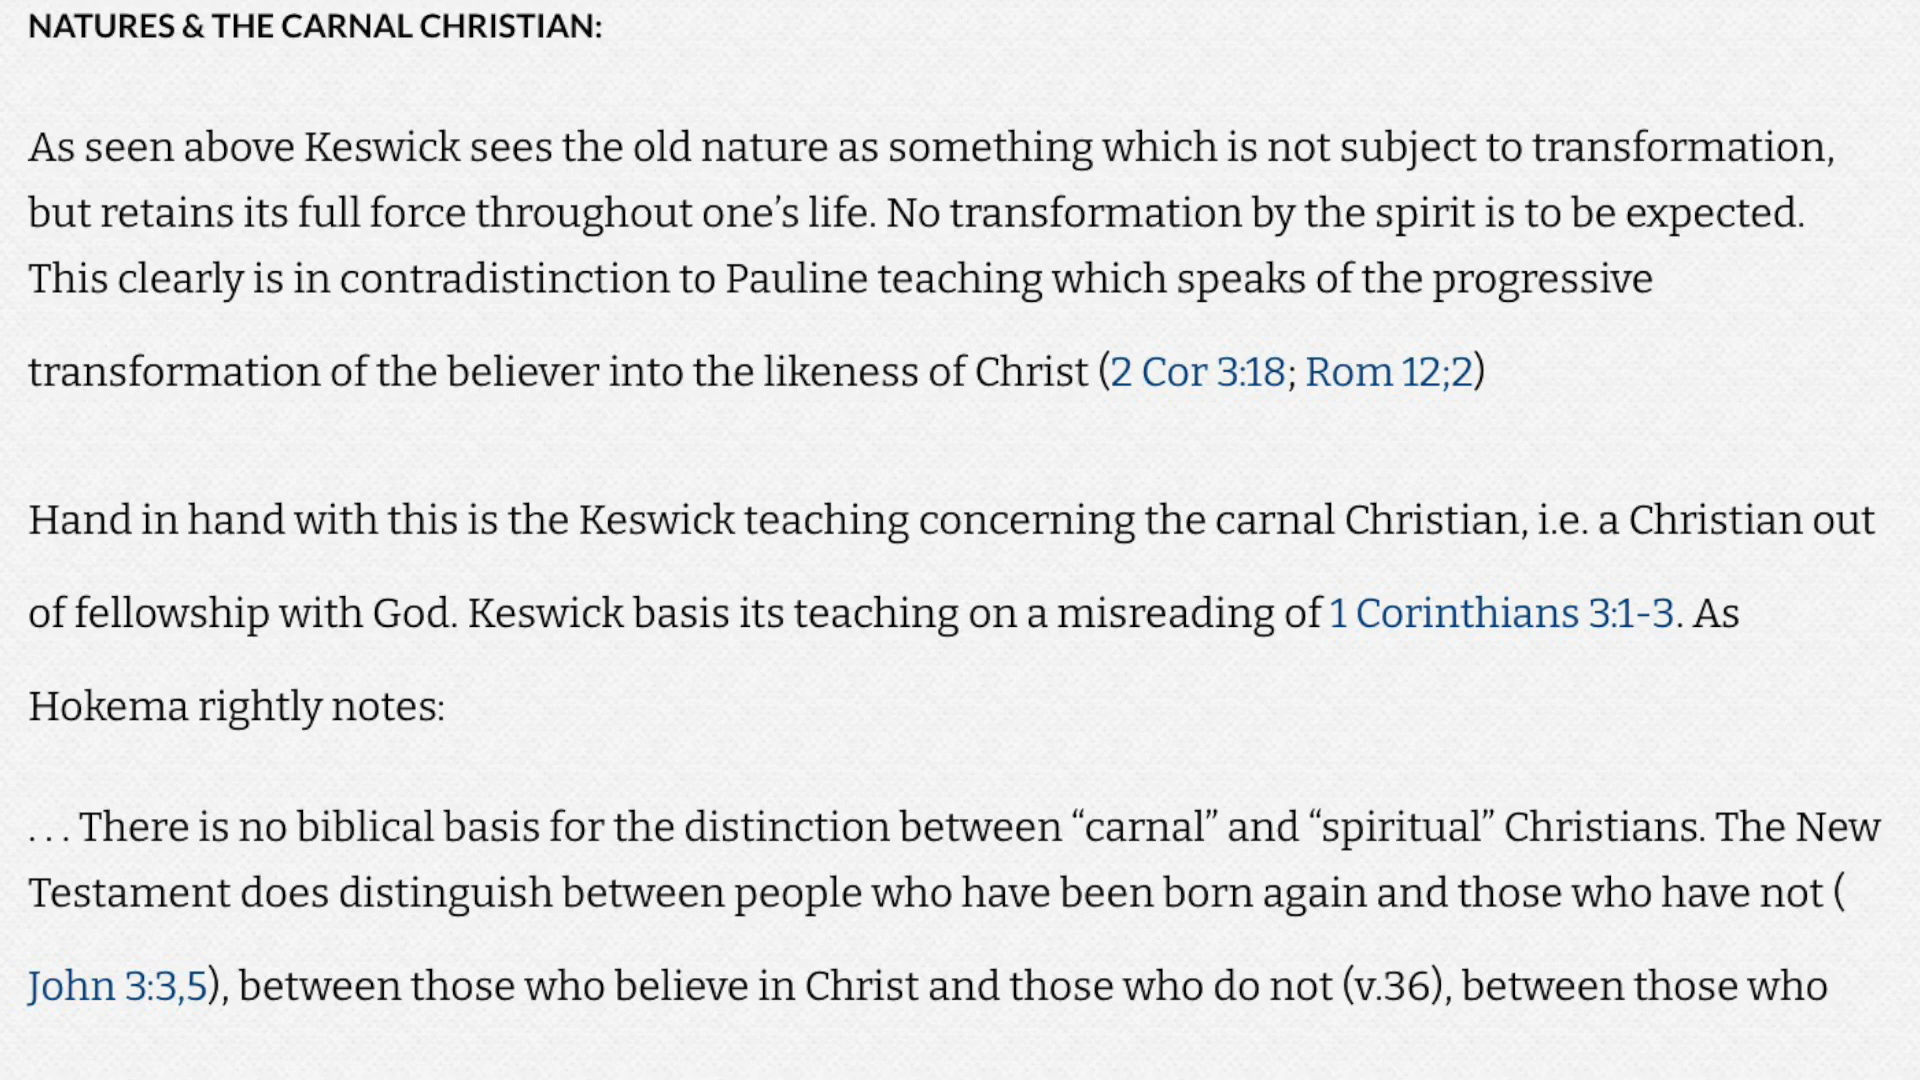 NATURES & THE CARNAL CHRISTIAN:
As seen above Keswick sees the old nature as something which is not subject to transformation,
but retains its full force throughout one’s life. No transformation by the spirit is to be expected.
This clearly is in contradistinction to Pauline teaching which speaks of the progressive
transformation of the believer into the likeness of Christ (2 Cor 3:18; Rom 12;2)
Hand in hand with this is the Keswick teaching concerning the carnal Christian, i.e. a Christian out
of fellowship with God. Keswick basis its teaching on a misreading of 1 Corinthians 3:1-3. As
Hokema rightly notes:
. . . There is no biblical basis for the distinction between “carnal” and “spiritual” Christians. The New
Testament does distinguish between people who have been born again and those who have not (
John 3:3,5), between those who believe in Christ and those who do not (v.36), between those who